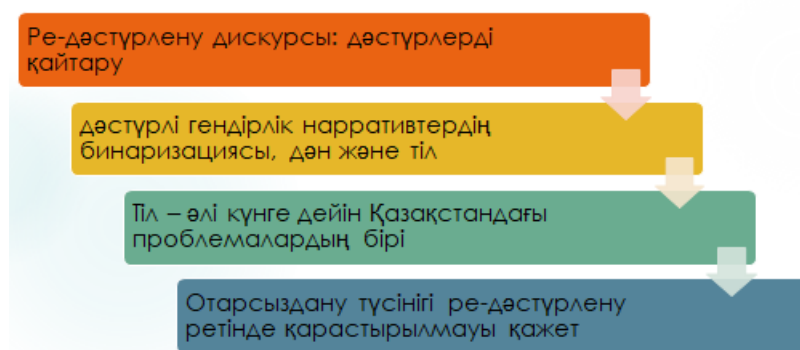 Ре-дәстүрлену дискурсы: дәстүрлерді
қайтару
дәстүрлі гендірлік нарративтердің
бинаризациясы, дән және тіл
Тіл – әлі күнге дейін Қазақстандағы
проблемалардың бірі
Отарсыздану түсінігі ре-дәстүрлену
ретінде қарастырылмауы қажет